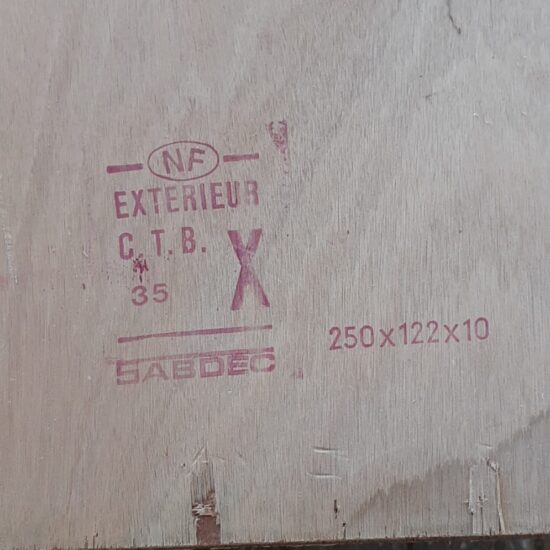 NF
EXTERIEUR
C.T.B. X
35
SABDEC
250x122x10